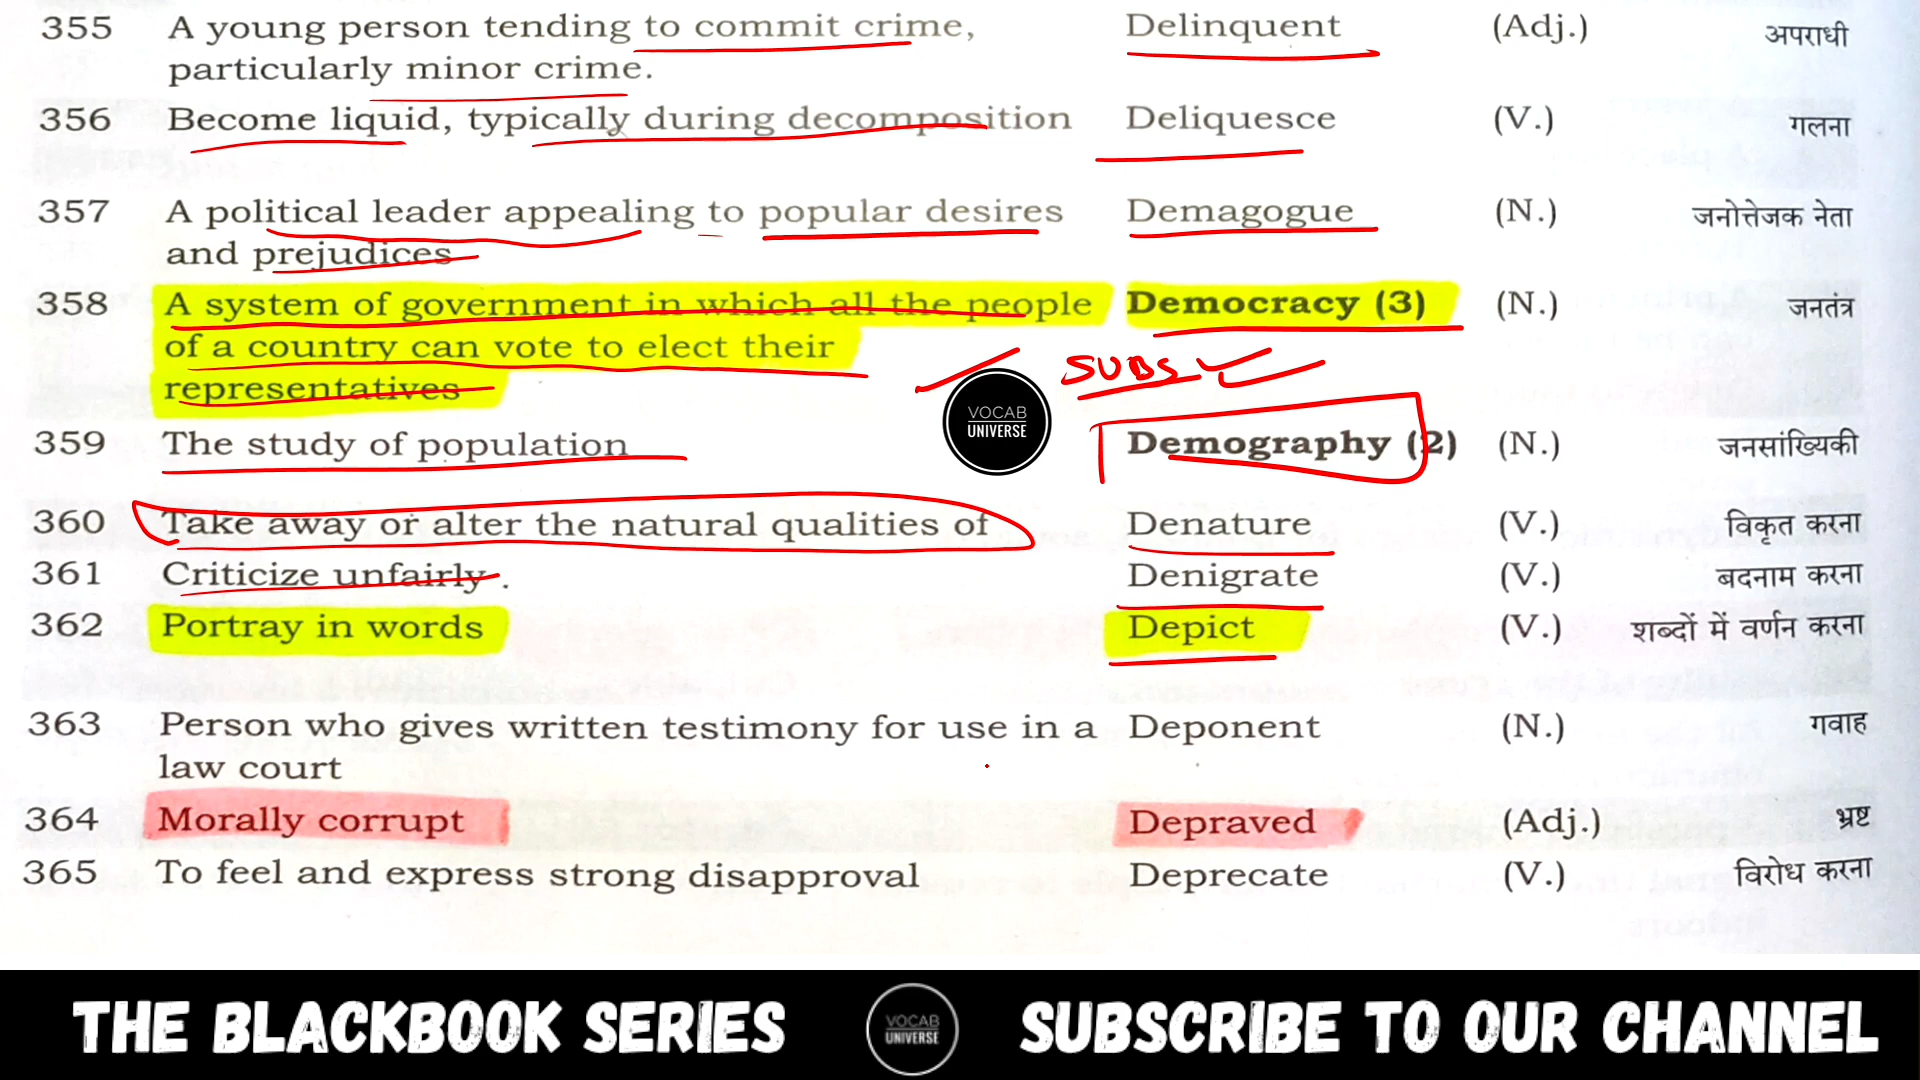 355 A young person tending to commit crime, Delinquent (Adj.) अपराधी
particularly minor crime.
356 Become liquid, typically during decomposition Deliquesce (V.) गलना
357 A political leader appealing to popular desires Demagogue (N.) जनोत्तेजक नेता
and prejudices
358 A system of government in which all the people Democracy (3) (N.) जनतंत्र
of a country can vote to elect their
SUBS
representatives
VOCAB
UNIVERSE
359 The study of population Demography (2) (N.) जनसांख्यिकी
360 Take away or alter the natural qualities of Denature (V.) विकृत करना
361 Criticize unfairly . Denigrate (V.) बदनाम करना
362 Portray in words Depict (V.) शब्दों में वर्णन करना
363 Person who gives written testimony for use in a Deponent (N.) गवाह
law court
364 Morally corrupt Depraved (Adj.) भ्रष्ट
365 To feel and express strong disapproval Deprecate (V.) विरोध करना
THE BLACKBOOK SERIES VOCAB UNIVERSE SUBSCRIBE TO OUR CHANNEL